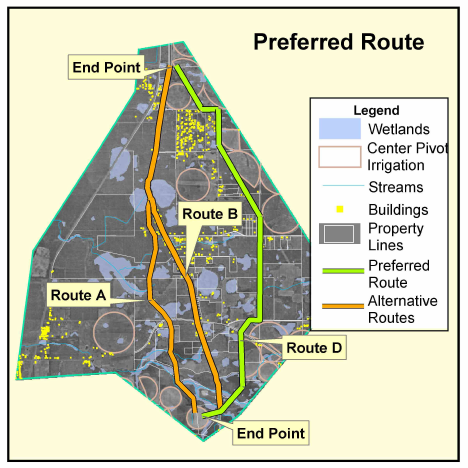 Preferred Route
End Point
Legend
Wetlands
Center Pivot
Irrigation
Streams
Buildings
Property
Lines
Preferred
Route
Alternative
Routes
Route B
Route A
Route D
End Point